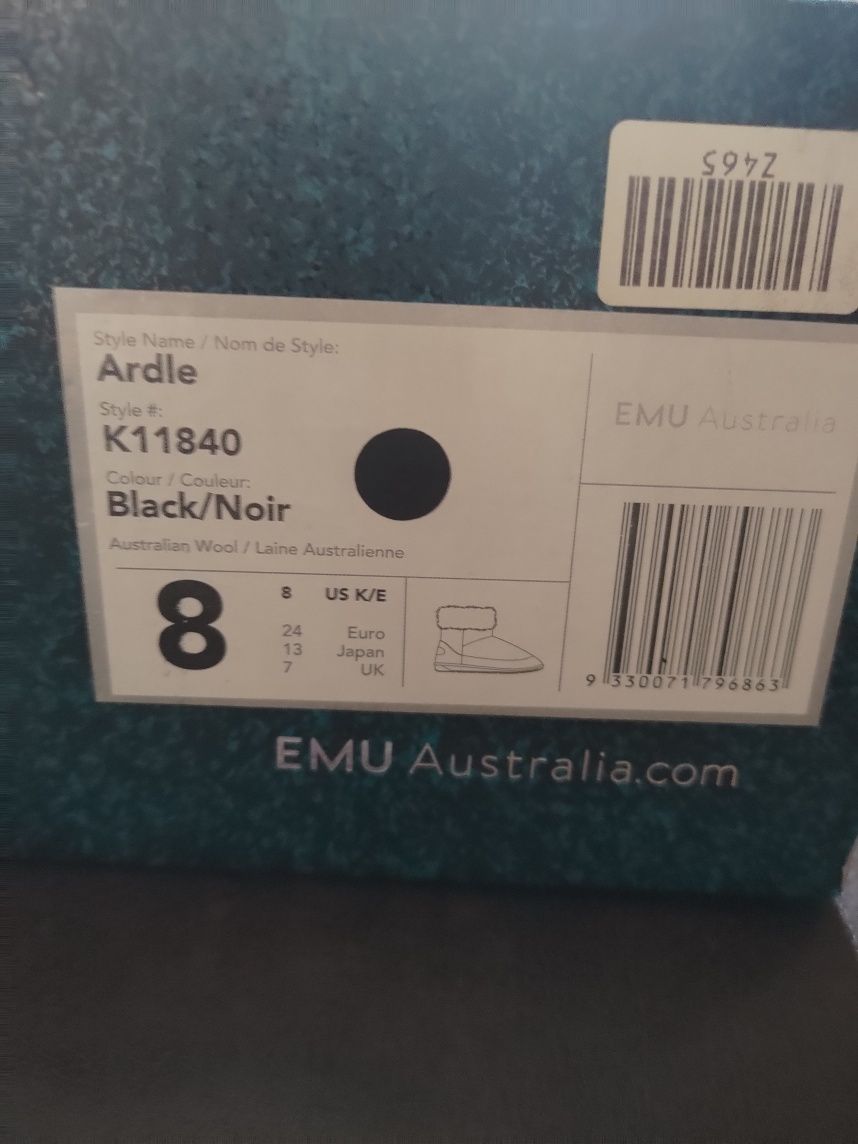 Z465
Style Name / Nom de Style:
Ardle
Style #:
K11840
Colour / Couleur:
Black/Noir
Australian Wool / Laine Australienne
EMU Australia
8
8 US K/E
24 Euro
13 Japan
7 UK
9 330071 796863
EMU Australia.com